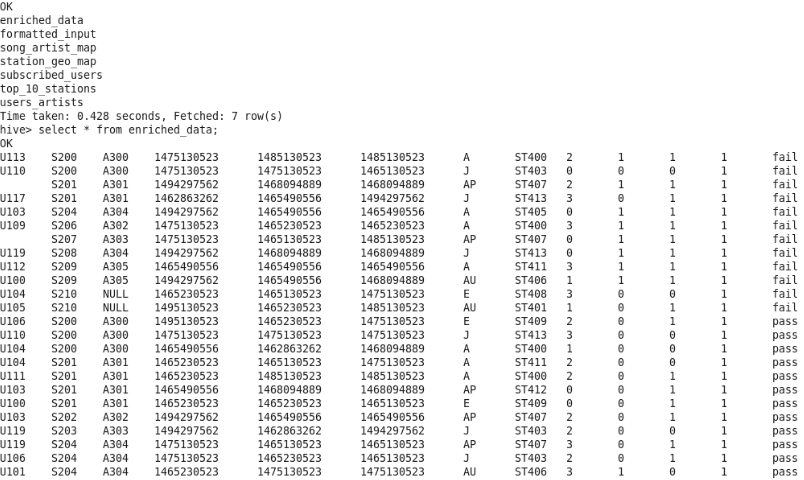 OK
enriched_data
formatted_input
song_artist_map
station_geo_map
subscribed_users
top_10_stations
users_artists
Time taken: 0.428 seconds, Fetched: 7 row(s)
hive> select * from enriched_data;
OK
U113 S200 A300 1475130523 1485130523 1485130523 A ST400 2 1 1 1 fail
U110 S200 A300 1475130523 1475130523 1465130523 J ST403 0 0 0 1 fail
S201 A301 1494297562 1468094889 1468094889 AP ST407 2 1 1 1 fail
U117 S201 A301 1462863262 1465490556 1494297562 J ST413 3 0 1 1 fail
U103 S204 A304 1494297562 1465490556 1465490556 A ST405 0 1 1 1 fail
U109 S206 A302 1475130523 1465230523 1465230523 A ST400 3 1 1 1 fail
S207 A303 1475130523 1465130523 1485130523 AP ST407 0 1 1 1 fail
U119 S208 A304 1494297562 1468094889 1468094889 J ST413 0 1 1 1 fail
U112 S209 A305 1465490556 1465490556 1465490556 A ST411 3 1 1 1 fail
U100 S209 A305 1494297562 1465490556 1468094889 AU ST406 1 1 1 1 fail
U104 S210 NULL 1465230523 1465130523 1475130523 E ST408 3 0 0 1 fail
U105 S210 NULL 1495130523 1465230523 1485130523 AU ST401 1 0 1 1 fail
U106 S200 A300 1495130523 1465230523 1475130523 E ST409 2 0 1 1 pass
U110 S200 A300 1475130523 1475130523 1475130523 J ST413 3 0 0 1 pass
U104 S200 A300 1465490556 1462863262 1468094889 A ST400 1 0 0 1 pass
U104 S201 A301 1465230523 1465130523 1475130523 A ST411 2 0 0 1 pass
U111 S201 A301 1465230523 1485130523 1485130523 A ST400 2 0 1 1 pass
U103 S201 A301 1465490556 1468094889 1468094889 AP ST412 0 0 1 1 pass
U100 S201 A301 1465230523 1465230523 1465130523 E ST409 0 0 1 1 pass
U103 S202 A302 1494297562 1465490556 1465490556 AP ST407 2 0 1 1 pass
U119 S203 A303 1494297562 1462863262 1494297562 J ST403 2 0 0 1 pass
U119 S204 A304 1475130523 1465130523 1465130523 AP ST407 3 0 1 1 pass
U106 S204 A304 1475130523 1465230523 1465130523 J ST403 2 0 1 1 pass
U101 S204 A304 1465230523 1475130523 1475130523 AU ST406 3 1 0 1 pass